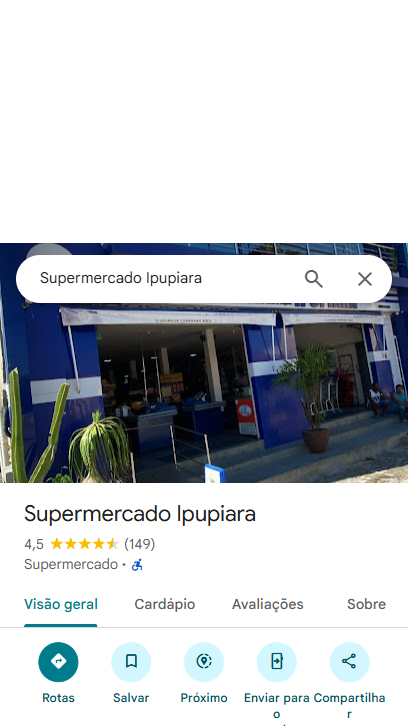 Supermercado Ipupiara
Supermercado Ipupiara
4,5 (149)
Supermercado ·
Visão geral Cardápio Avaliações Sobre
Rotas Salvar Próximo Enviar para o Compartilhar